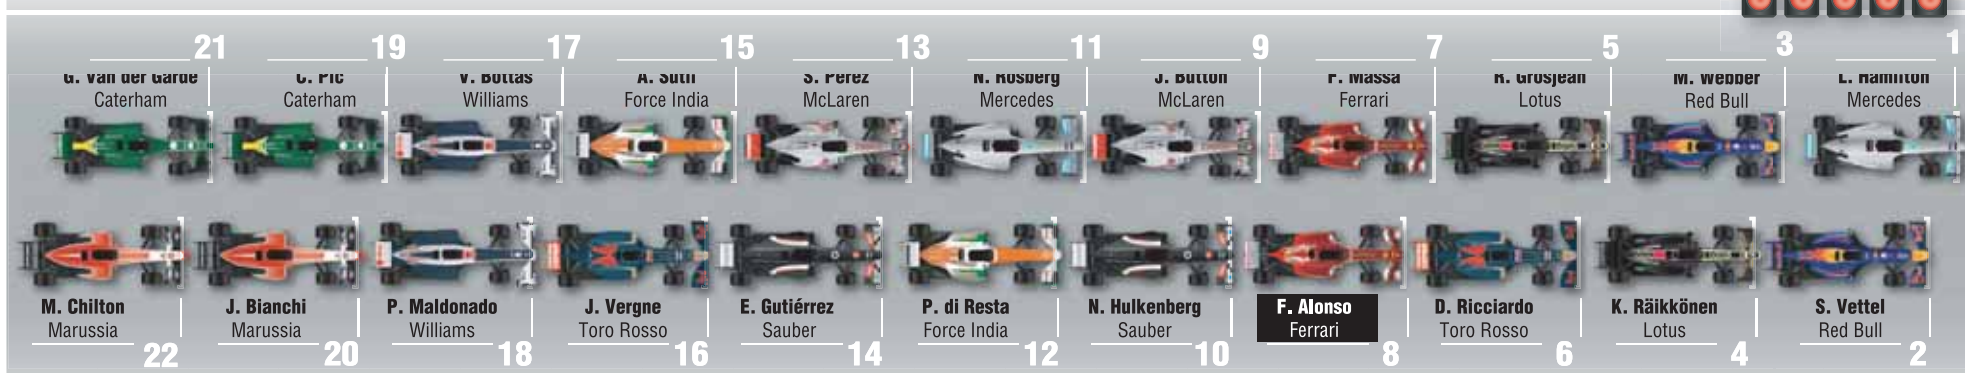 21 19 17 15 13 11 9 7 5 3 1
G. Van der Garde C. Pic V. Bottas A. Sutil S. Pérez N. Rosberg J. Button F. Massa R. Grosjean M. Webber L. Hamilton
Caterham Caterham Williams Force India McLaren Mercedes McLaren Ferrari Lotus Red Bull Mercedes
M. Chilton J. Bianchi P. Maldonado J. Vergne E. Gutiérrez P. di Resta N. Hulkenberg F. Alonso D. Ricciardo K. Räikkönen S. Vettel
Marussia Marussia Williams Toro Rosso Sauber Force India Sauber Ferrari Toro Rosso Lotus Red Bull
22 20 18 16 14 12 10 8 6 4 2